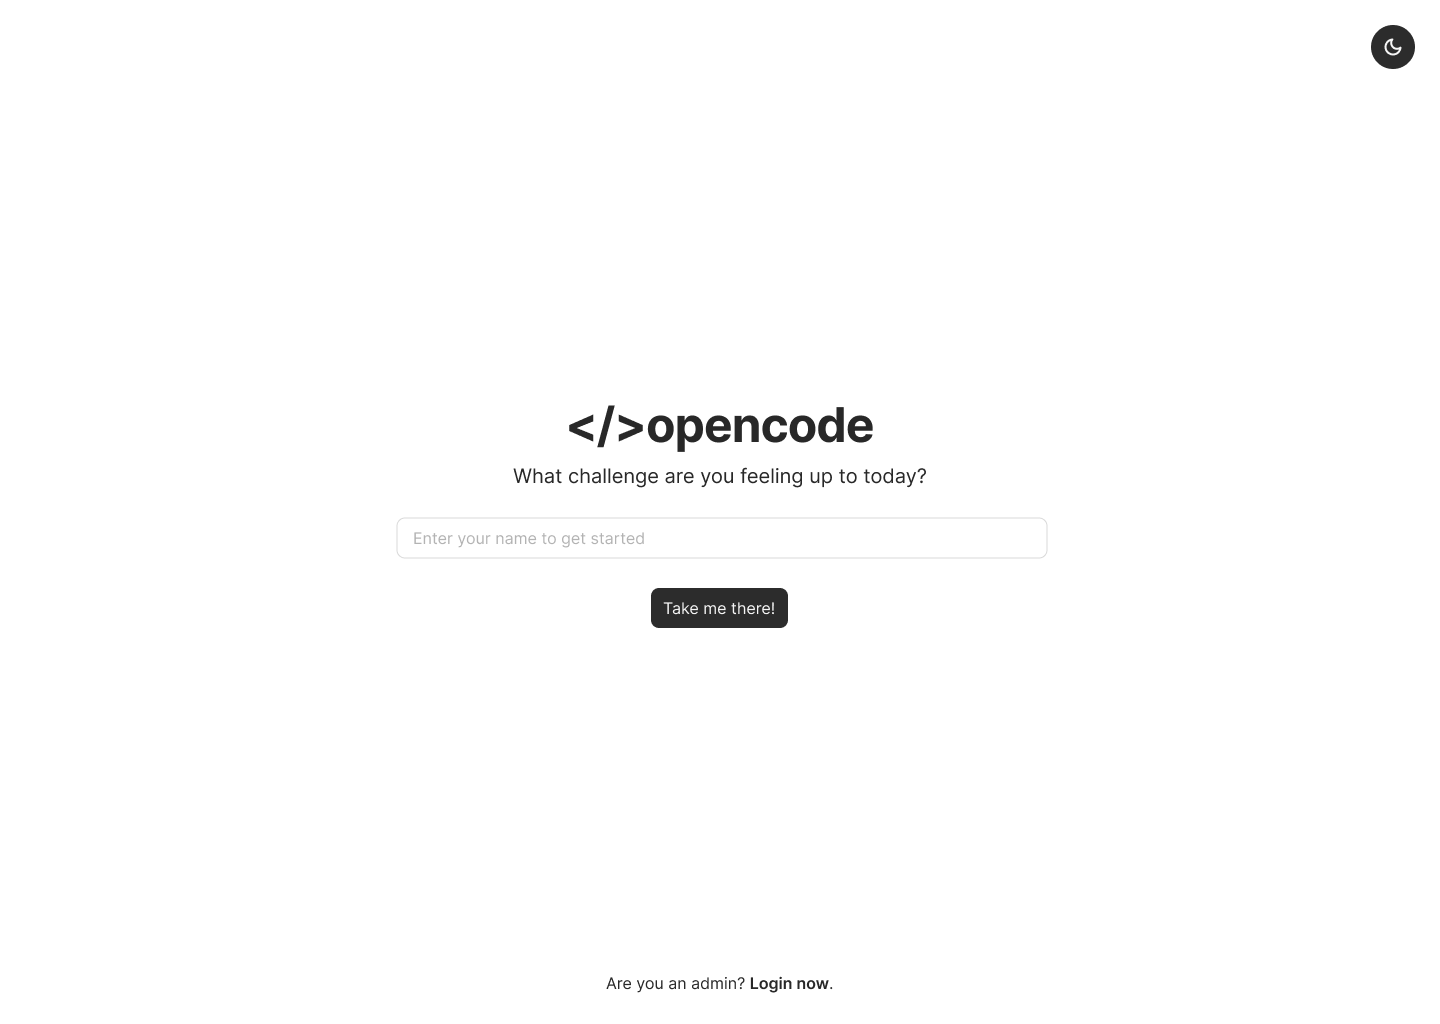 </>opencode
What challenge are you feeling up to today?
Enter your name to get started
Take me there!
Are you an admin? Login now.